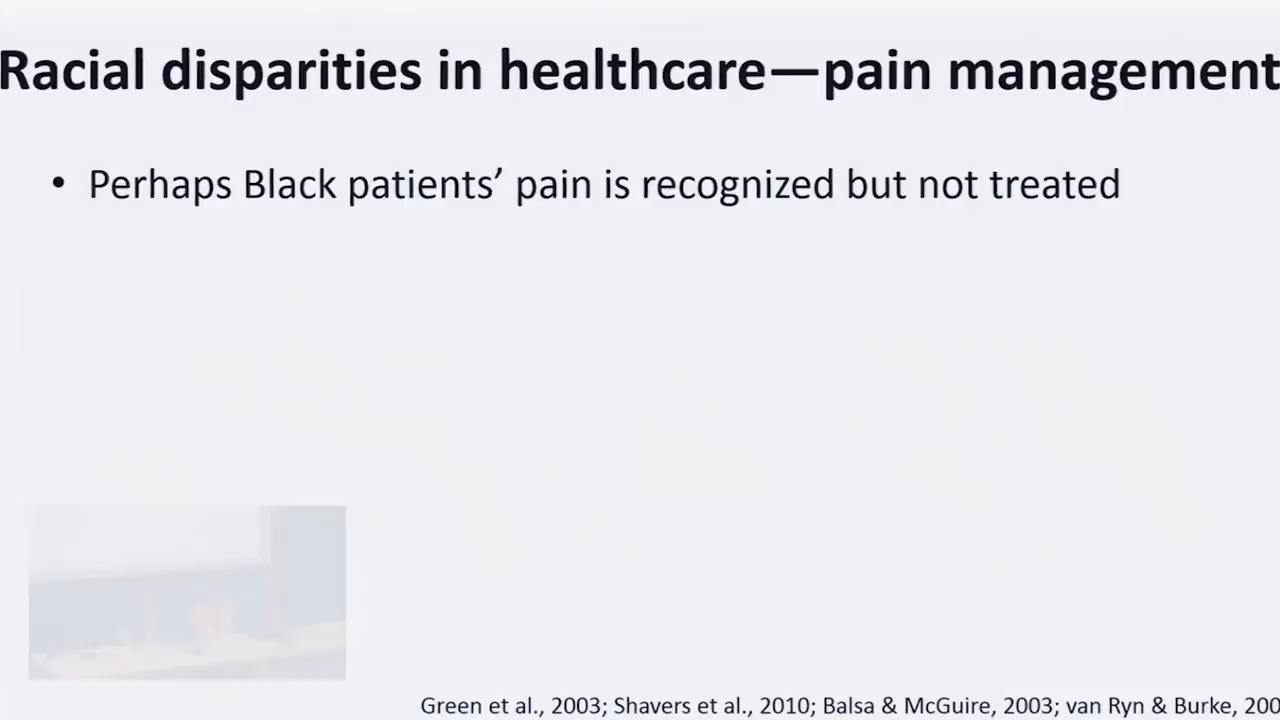 Racial disparities in healthcare—pain management
• Perhaps Black patients’ pain is recognized but not treated
Green et al., 2003; Shavers et al., 2010; Balsa & McGuire, 2003; van Ryn & Burke, 200